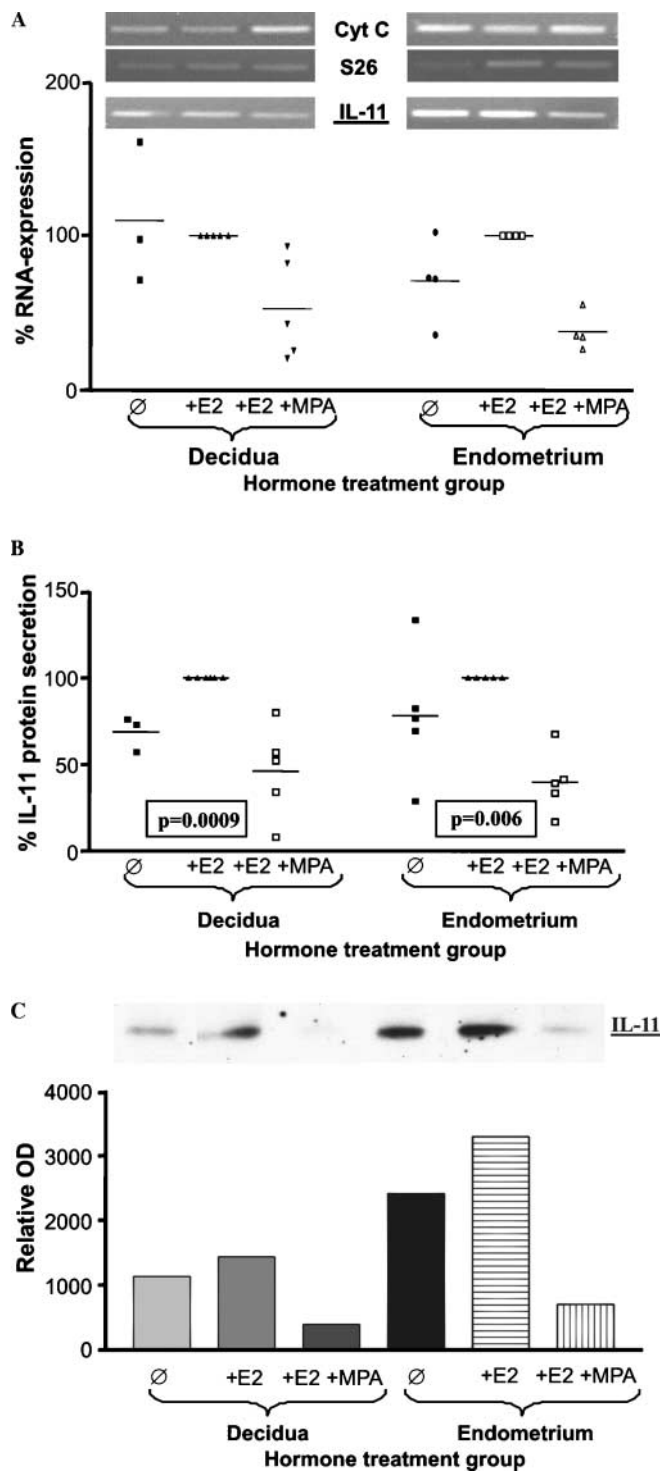 A
Cyt C
S26
IL-11
200
100
0
% RNA-expression
∅ +E2 +E2 +MPA ∅ +E2 +E2 +MPA
Decidua Endometrium
Hormone treatment group
B
150
100
50
0
% IL-11 protein secretion
p=0.0009 p=0.006
∅ +E2 +E2 +MPA ∅ +E2 +E2 +MPA
Decidua Endometrium
Hormone treatment group
C
IL-11
4000
3000
2000
1000
0
Relative OD
∅ +E2 +E2 +MPA ∅ +E2 +E2 +MPA
Decidua Endometrium
Hormone treatment group